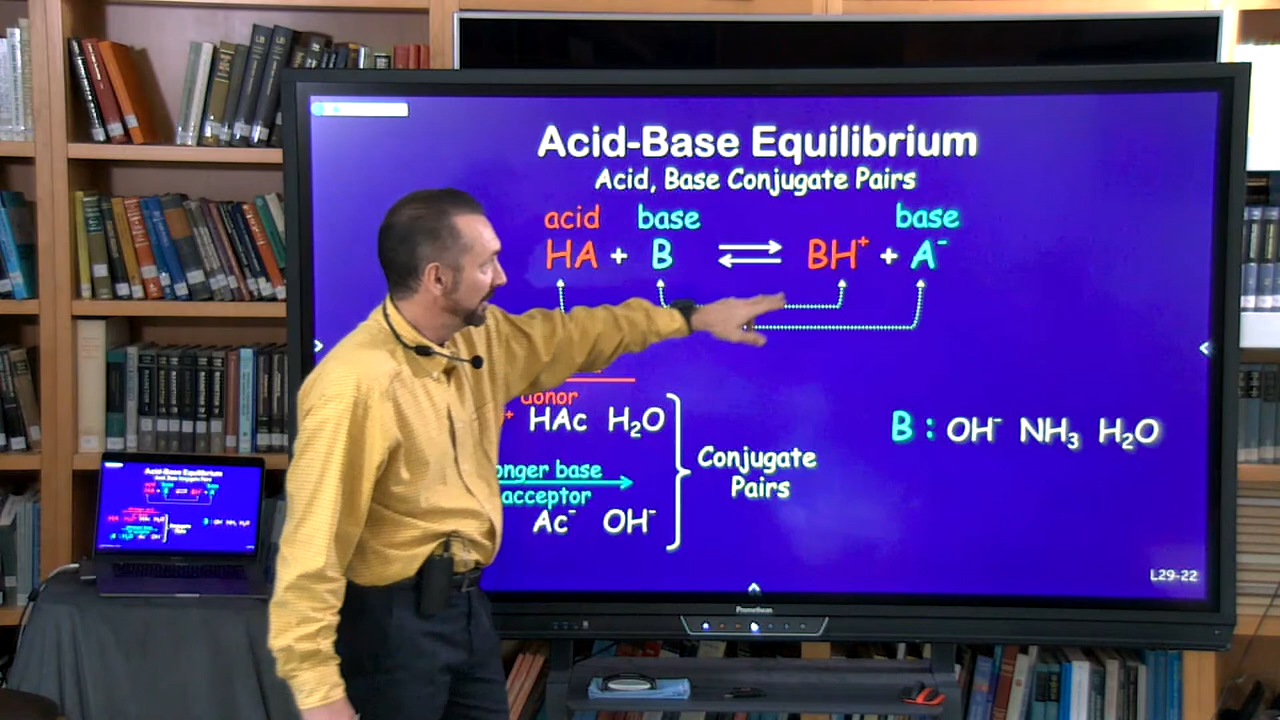 Acid-Base Equilibrium
Acid, Base Conjugate Pairs
acid base base
HA + B ⇌ BH⁺ + A⁻
donor
⁺ HAc H₂O
Conjugate
Pairs
onger base
acceptor
Ac⁻ OH⁻
B : OH⁻ NH₃ H₂O
L29-22
Promethean